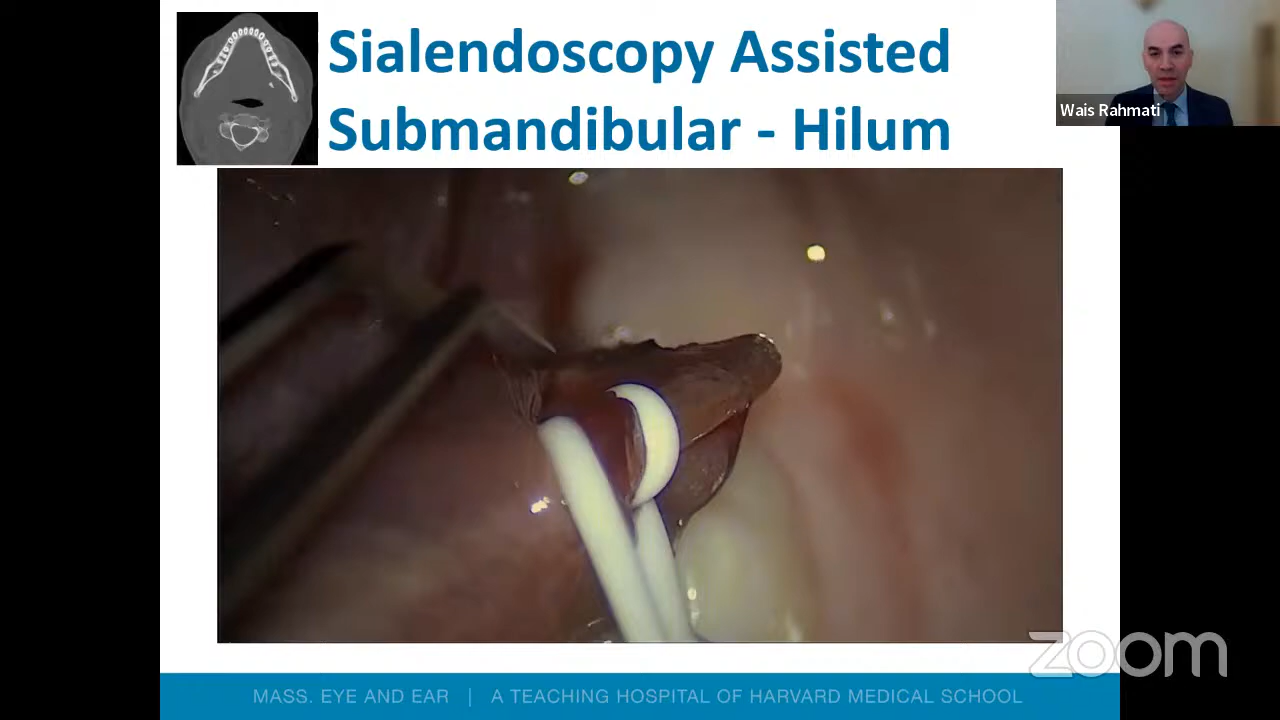 Sialendoscopy Assisted
Submandibular - Hilum
Wais Rahmati
zoom
MASS. EYE AND EAR | A TEACHING HOSPITAL OF HARVARD MEDICAL SCHOOL